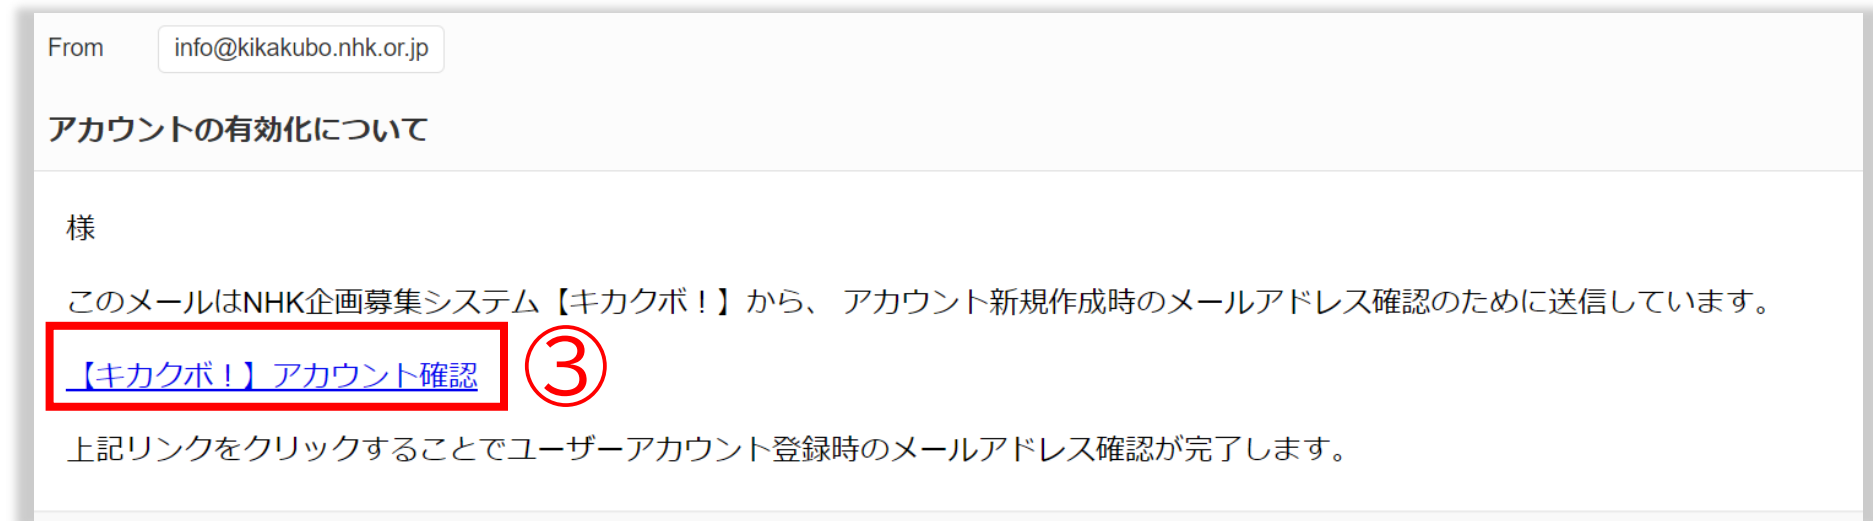 From info@kikakubo.nhk.or.jp
アカウントの有効化について
様
このメールはNHK企画募集システム【キカクボ！】から、 アカウント新規作成時のメールアドレス確認のために送信しています。
【キカクボ！】アカウント確認 ③
上記リンクをクリックすることでユーザーアカウント登録時のメールアドレス確認が完了します。